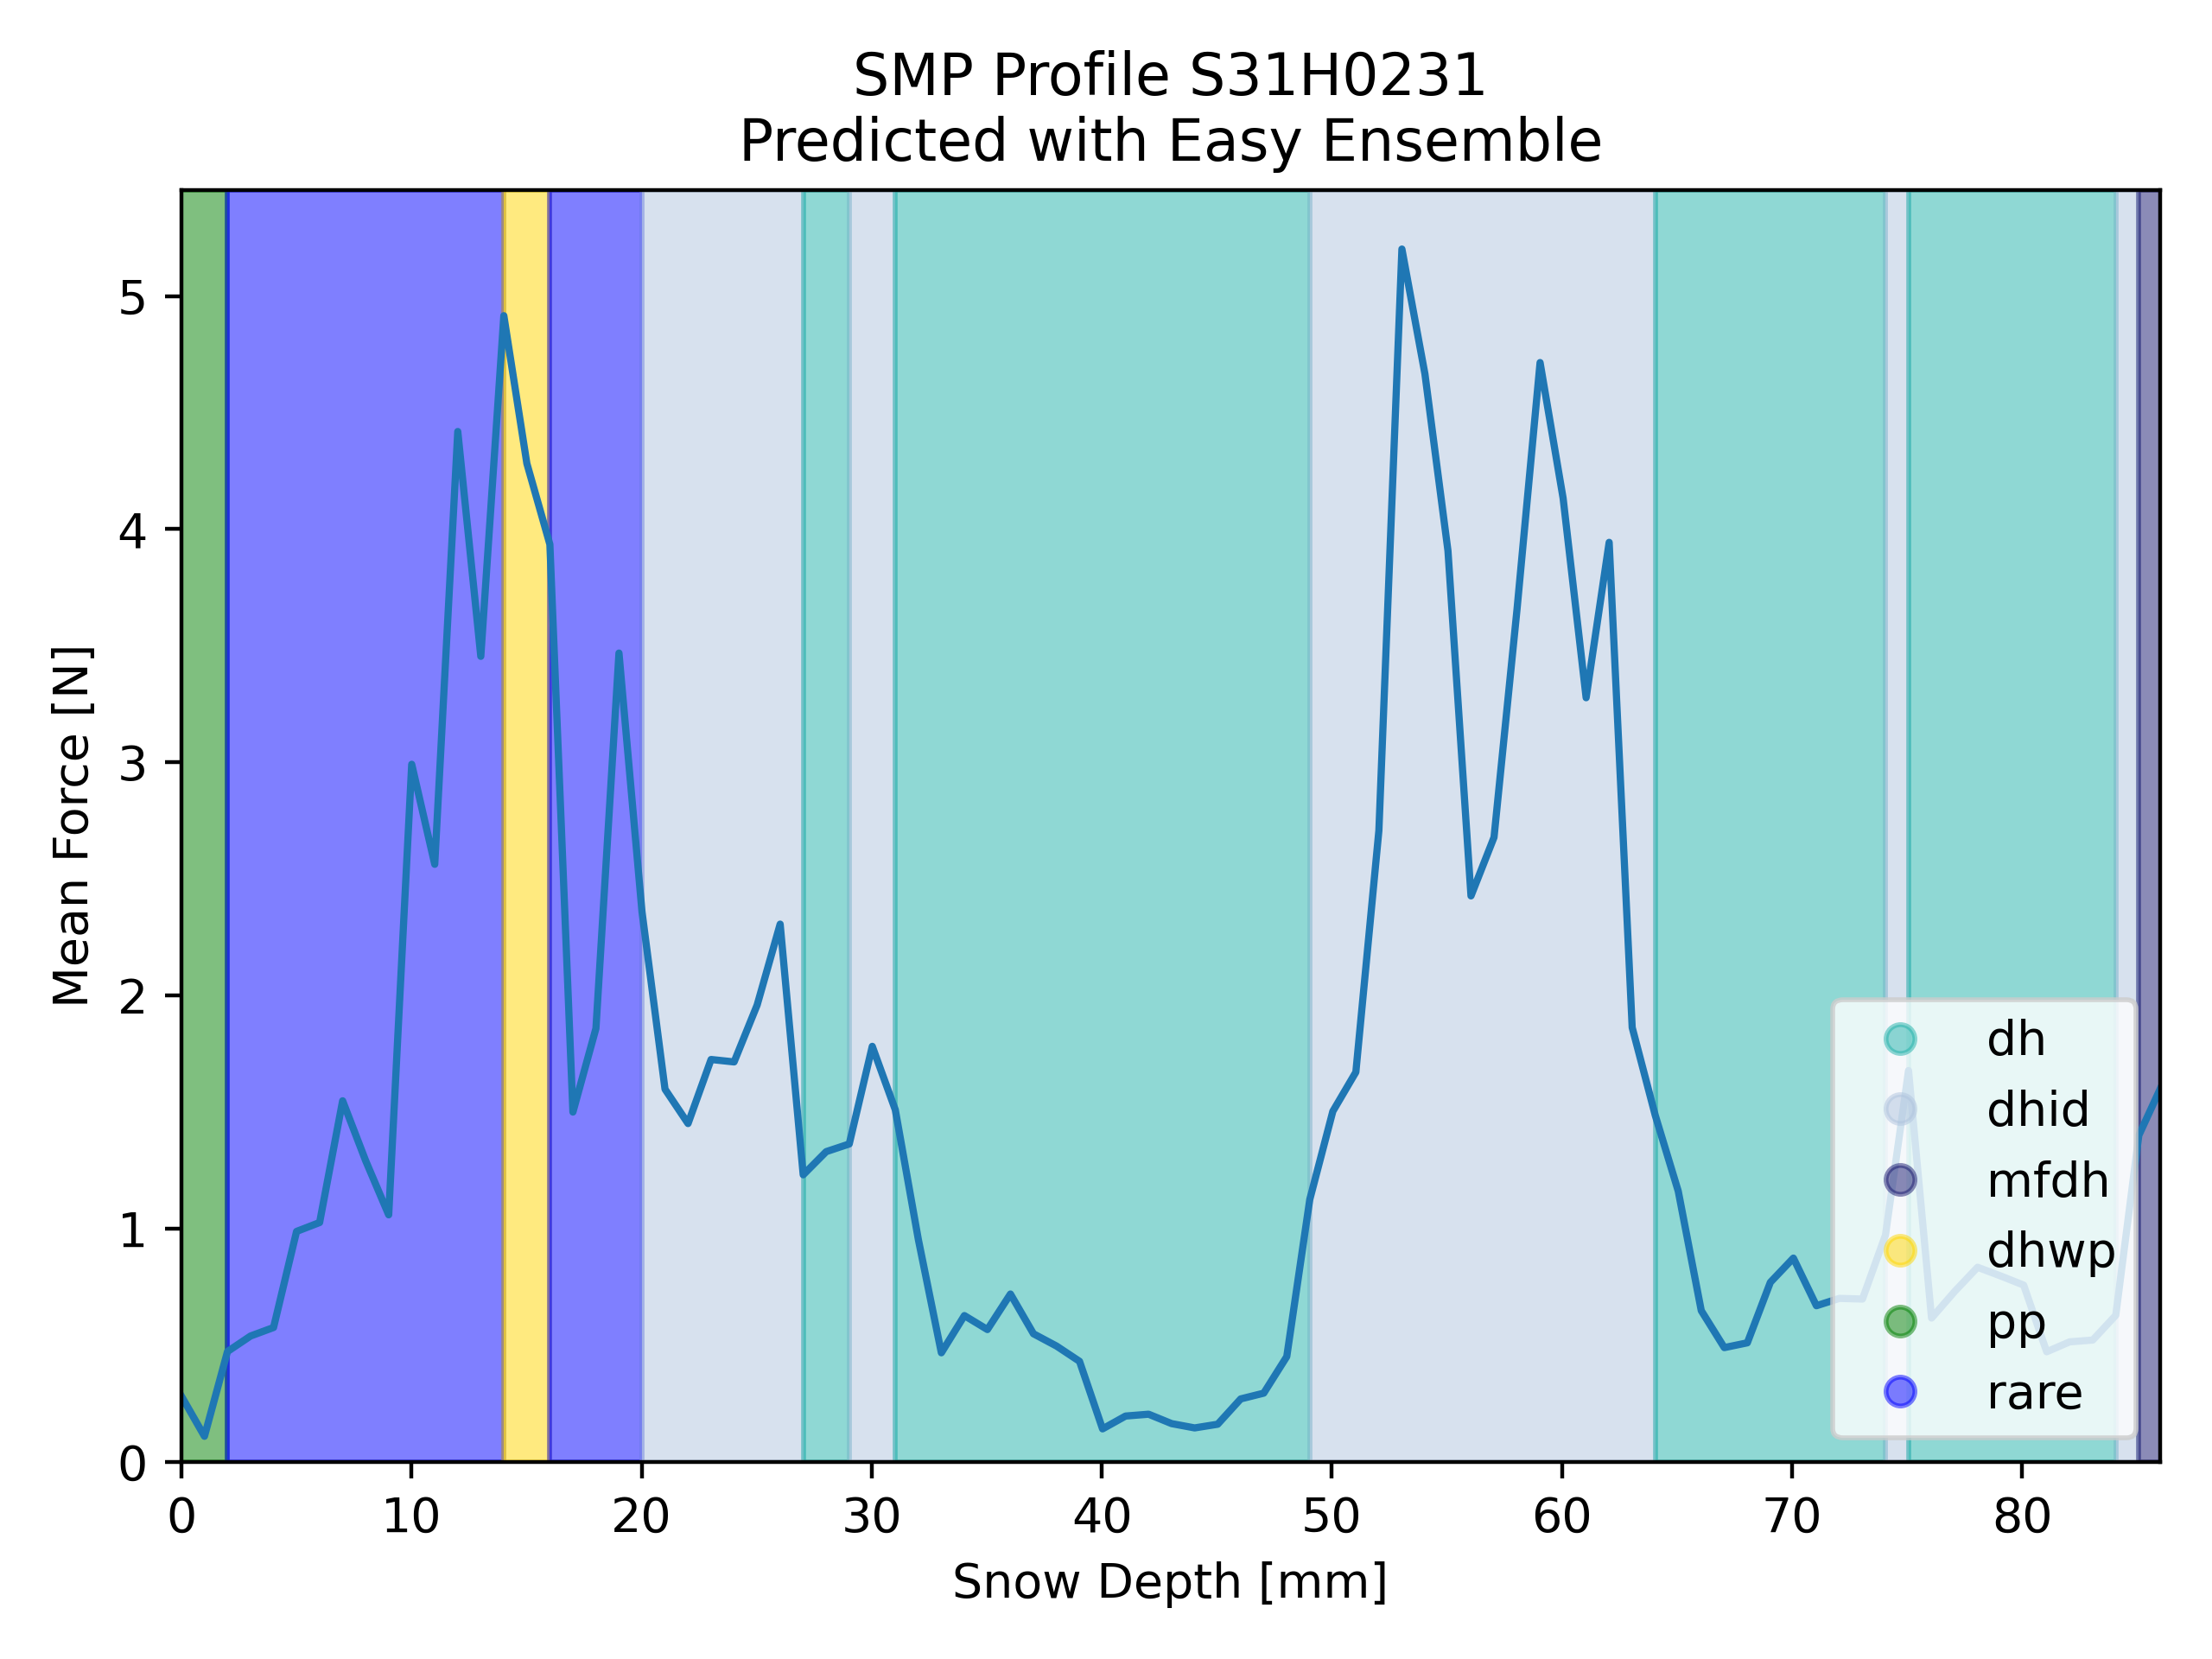 SMP Profile S31H0231
Predicted with Easy Ensemble
Mean Force [N]
5
4
3
2
1
0
0 10 20 30 40 50 60 70 80
Snow Depth [mm]
dh
dhid
mfdh
dhwp
pp
rare